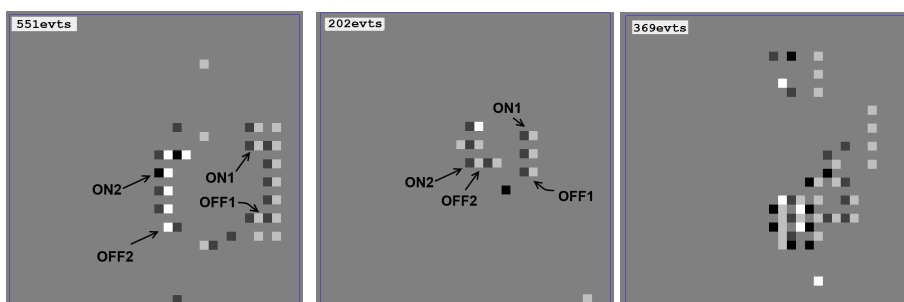 551evts
ON2
ON1
OFF1
OFF2
202evts
ON1
ON2
OFF2
OFF1
369evts